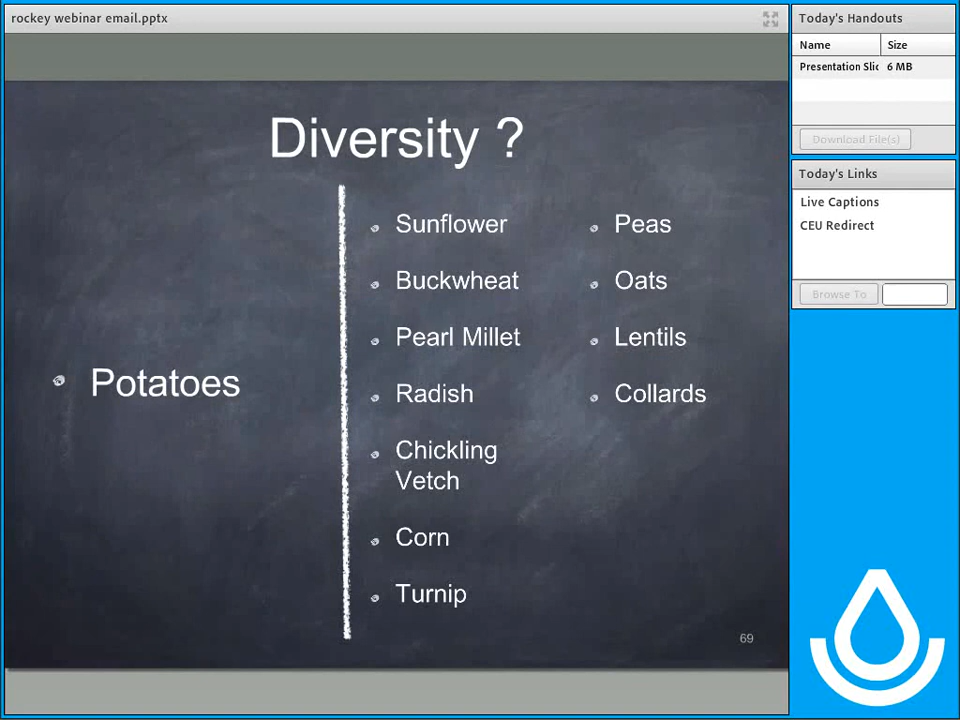 rockey webinar email.pptx
Diversity ?
Potatoes
Sunflower
Buckwheat
Pearl Millet
Radish
Chickling
Vetch
Corn
Turnip
Peas
Oats
Lentils
Collards
69
Today's Handouts
Name Size
Presentation Slic 6 MB
Download File(s)
Today's Links
Live Captions
CEU Redirect
Browse To